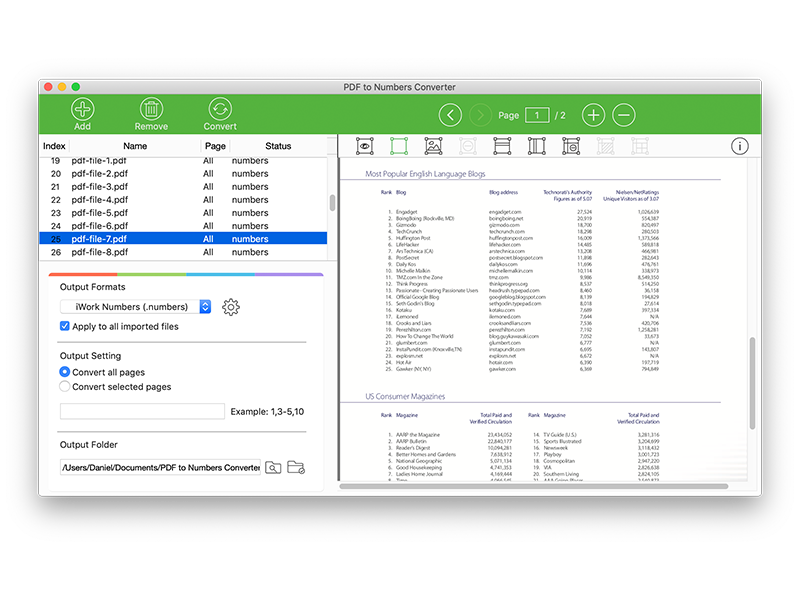 PDF to Numbers Converter
Add Remove Convert Page 1 / 2
Index Name Page Status
19 pdf-file-1.pdf All numbers
20 pdf-file-2.pdf All numbers
21 pdf-file-3.pdf All numbers
22 pdf-file-4.pdf All numbers
23 pdf-file-5.pdf All numbers
24 pdf-file-6.pdf All numbers
25 pdf-file-7.pdf All numbers
26 pdf-file-8.pdf All numbers
Output Formats
iWork Numbers (.numbers)
Apply to all imported files
Output Setting
Convert all pages
Convert selected pages
Example: 1,3-5,10
Output Folder
/Users/Daniel/Documents/PDF to Numbers Converter
Most Popular English Language Blogs
Rank Blog Blog address Technorati's Authority Nielsen/NetRatings
Figures as of 5.07 Unique Visitors as of 3.07
1. Engadget engadget.com 27,524 1,026,639
2. BoingBoing (Rockville, MD) boingboing.net 20,919 554,387
3. Gizmodo gizmodo.com 18,700 820,497
4. TechCrunch techcrunch.com 18,298 280,503
5. Huffington Post huffingtonpost.com 16,009 1,373,566
6. LifeHacker lifehacker.com 14,485 589,818
7. Ars Technica (CA) arstechnica.com 13,208 461,985
8. PostSecret postsecret.blogspot.com 11,898 282,643
9. Daily Kos dailykos.com 11,696 476,761
10. Michelle Malkin michellemalkin.com 10,114 338,973
11. TMZ.com In the Zone tmz.com 9,986 8,549,350
12. Think Progress thinkprogress.org 8,537 514,250
13. Passionate - Creating Passionate Users headrush.typepad.com 8,460 36,158
14. Official Google Blog googleblog.blogspot.com 8,139 194,829
15. Seth Godin's Blog sethgodin.typepad.com 8,018 27,614
16. Kotaku kotaku.com 7,689 397,334
17. iLemoned ilemoned.com 7,644 N/A
18. Crooks and Liars crooksandliars.com 7,536 420,706
19. PerezHilton.com perezhilton.com 7,192 1,258,281
20. How To Change The World blog.guykawasaki.com 7,052 33,673
21. glumbert.com glumbert.com 6,777 N/A
22. InstaPundit.com (Knoxville,TN) instapundit.com 6,695 143,807
23. explosm.net explosm.net 6,672 N/A
24. Hot Air hotair.com 6,390 197,719
25. Gawker (NY, NY) gawker.com 6,369 794,849
US Consumer Magazines
Rank Magazine Total Paid and Rank Magazine Total Paid and
Verified Circulation Verified Circulation
1. AARP the Magazine 23,434,052 14. TV Guide (U.S.) 3,281,316
2. AARP Bulletin 22,840,177 15. Sports Illustrated 3,204,699
3. Reader's Digest 10,094,281 16. Newsweek 3,118,432
4. Better Homes and Gardens 7,638,912 17. Playboy 3,001,723
5. National Geographic 5,071,134 18. Cosmopolitan 2,947,220
6. Good Housekeeping 4,741,353 19. VIA 2,826,638
7. Ladies Home Journal 4,169,444 20. Southern Living 2,824,105